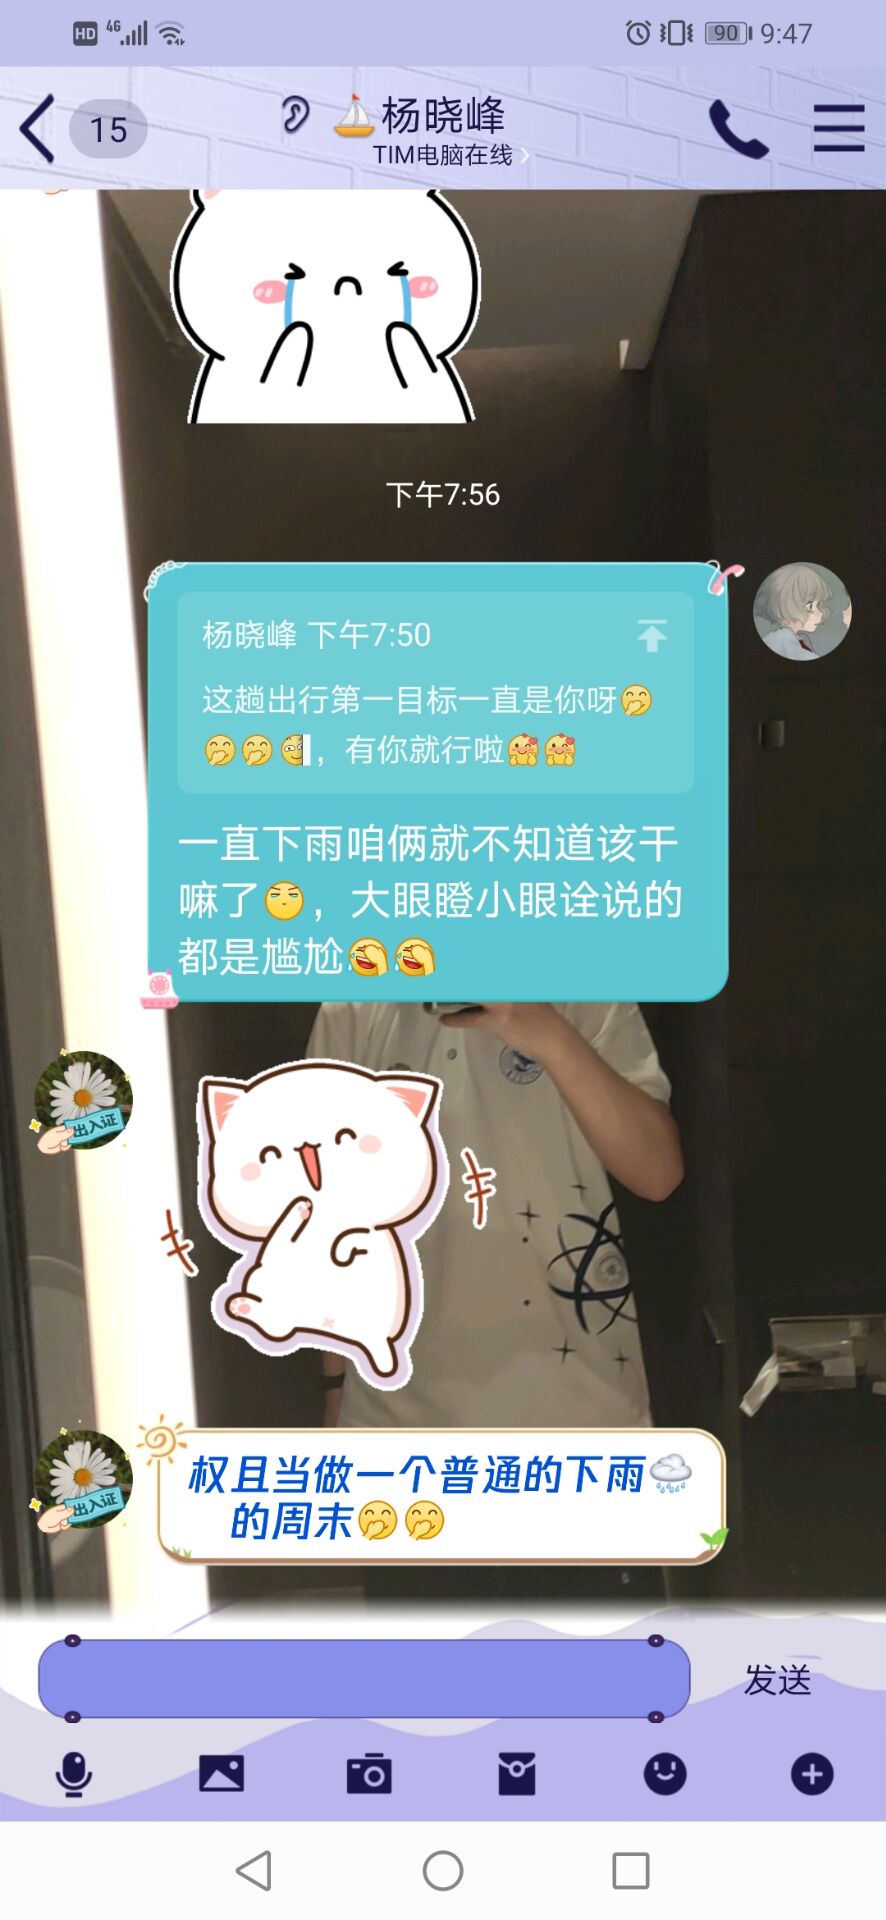 HD 4G 90 9:47
15 杨晓峰
TIM电脑在线
下午7:56
杨晓峰 下午7:50
这趟出行第一目标一直是你呀🤭
🤭🤭，有你就行啦🥰🥰
一直下雨咱俩就不知道该干
嘛了，大眼瞪小眼诠说的
都是尴尬
出入证
出入证
权且当做一个普通的下雨🌧
的周末🤭🤭
发送